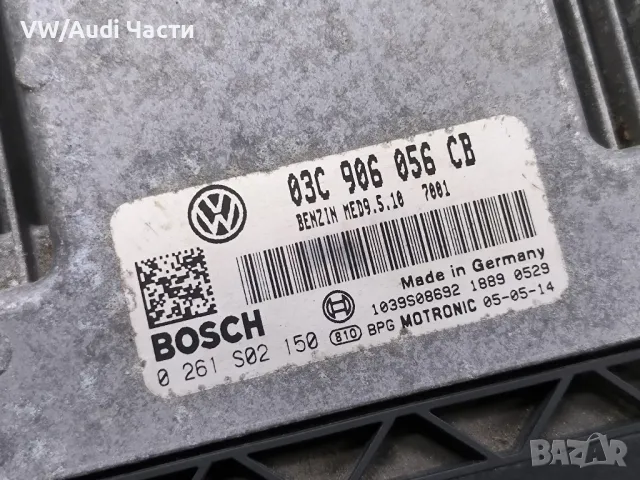 VW/Audi Части
03C 906 056 CB
BENZIN MED9.5.10 7001
Made in Germany
1039S08692 1889 0529
BOSCH
0 261 S02 150 810 BPG MOTRONIC 05-05-14
BAZAR